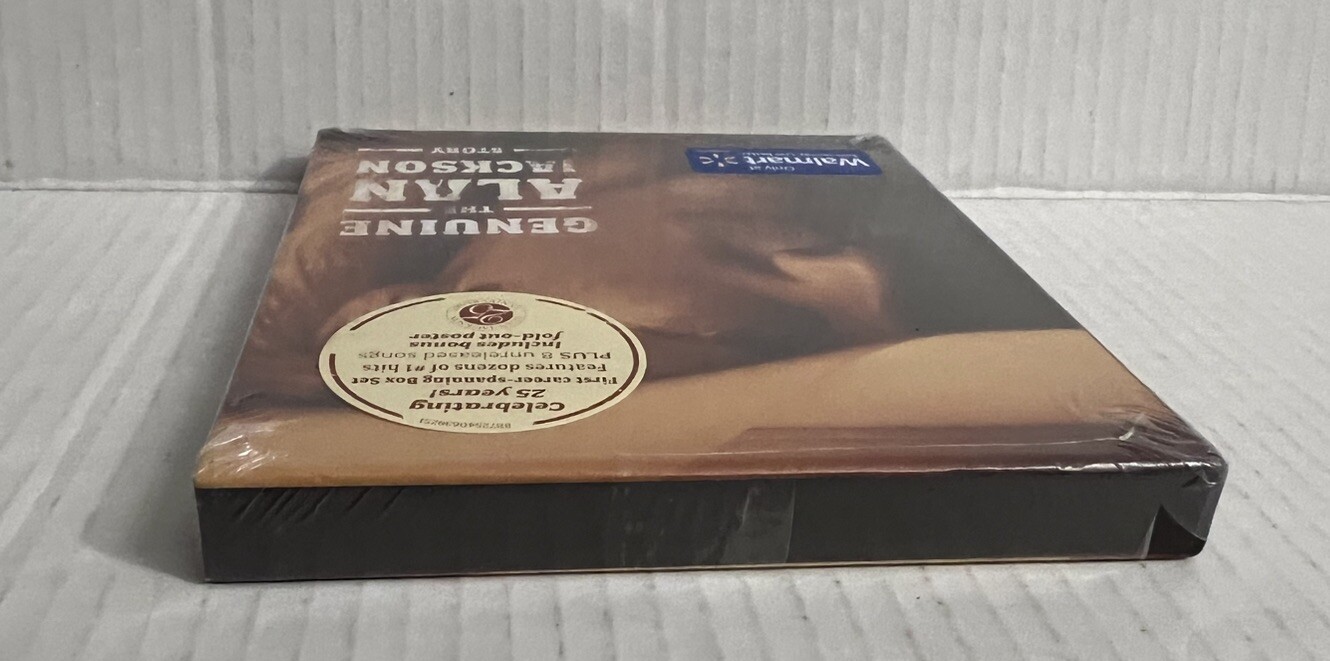 GENUINE
THE
ALAN
JACKSON
STORY
Only at
Walmart
Celebrating
25 years!
First career-spanning Box Set
Features dozens of #1 hits
PLUS 8 unreleased songs
Includes bonus
fold-out poster
25